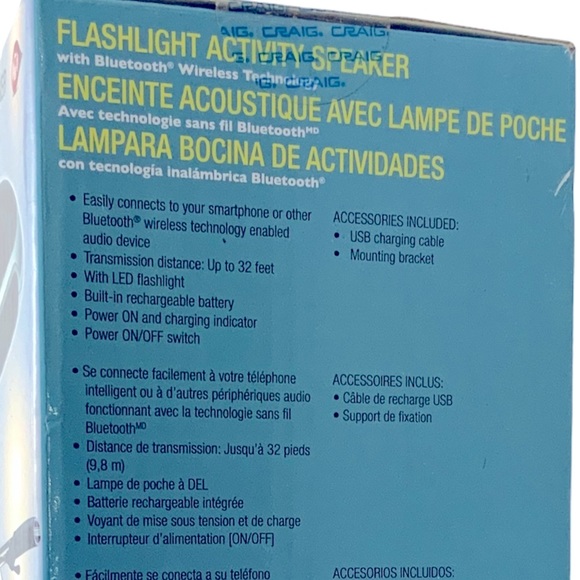 AIG. CRAIG. CRAIG.
FLASHLIGHT ACTIVITY SPEAKER
G. CRAIG. CRAIG
with Bluetooth® Wireless Technology
G. CRAIG.
ENCEINTE ACOUSTIQUE AVEC LAMPE DE POCHE
Avec technologie sans fil Bluetoothᴹᴰ
LAMPARA BOCINA DE ACTIVIDADES
con tecnología inalámbrica Bluetooth®
• Easily connects to your smartphone or other
Bluetooth® wireless technology enabled
audio device
• Transmission distance: Up to 32 feet
• With LED flashlight
• Built-in rechargeable battery
• Power ON and charging indicator
• Power ON/OFF switch
ACCESSORIES INCLUDED:
• USB charging cable
• Mounting bracket
• Se connecte facilement à votre téléphone
intelligent ou à d'autres périphériques audio
fonctionnant avec la technologie sans fil
Bluetoothᴹᴰ
• Distance de transmission: Jusqu'à 32 pieds
(9,8 m)
• Lampe de poche à DEL
• Batterie rechargeable intégrée
• Voyant de mise sous tension et de charge
• Interrupteur d'alimentation [ON/OFF]
ACCESSOIRES INCLUS:
• Câble de recharge USB
• Support de fixation
• Fácilmente se conecta a su teléfono
ACCESORIOS INCLUIDOS: